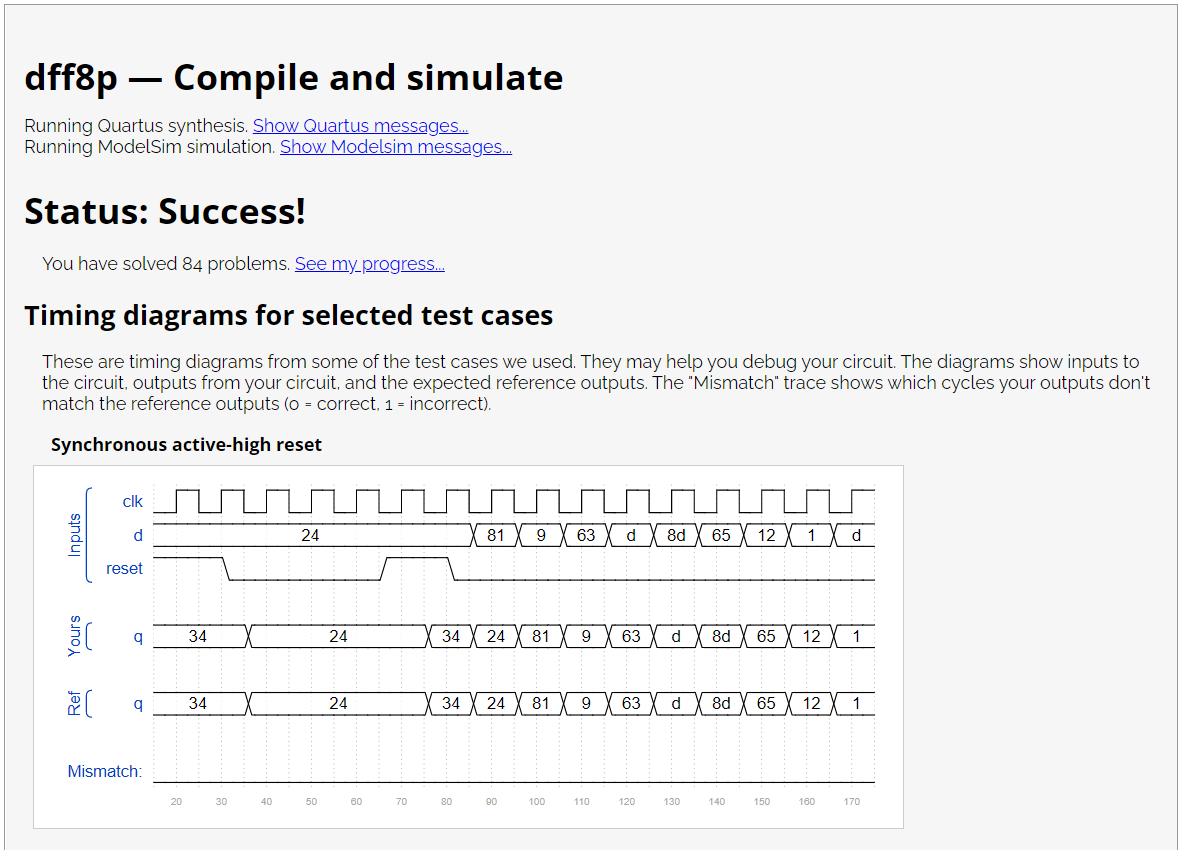 dff8p — Compile and simulate
Running Quartus synthesis. Show Quartus messages...
Running ModelSim simulation. Show Modelsim messages...
Status: Success!
You have solved 84 problems. See my progress...
Timing diagrams for selected test cases
These are timing diagrams from some of the test cases we used. They may help you debug your circuit. The diagrams show inputs to
the circuit, outputs from your circuit, and the expected reference outputs. The "Mismatch" trace shows which cycles your outputs don't
match the reference outputs (0 = correct, 1 = incorrect).
Synchronous active-high reset
Inputs
clk
d 24 81 9 63 d 8d 65 12 1 d
reset
Yours
q 34 24 34 24 81 9 63 d 8d 65 12 1
Ref
q 34 24 34 24 81 9 63 d 8d 65 12 1
Mismatch:
20 30 40 50 60 70 80 90 100 110 120 130 140 150 160 170